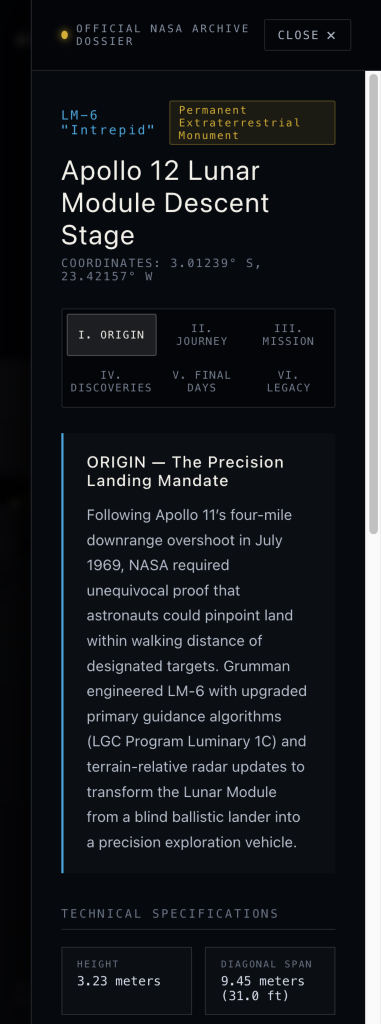 OFFICIAL NASA ARCHIVE
DOSSIER
CLOSE ✕
LM-6
"Intrepid"
Permanent
Extraterrestrial
Monument
Apollo 12 Lunar
Module Descent
Stage
COORDINATES: 3.01239° S,
23.42157° W
I. ORIGIN
II.
JOURNEY
III.
MISSION
IV.
DISCOVERIES
V. FINAL
DAYS
VI.
LEGACY
ORIGIN — The Precision
Landing Mandate
Following Apollo 11's four-mile
downrange overshoot in July
1969, NASA required
unequivocal proof that
astronauts could pinpoint land
within walking distance of
designated targets. Grumman
engineered LM-6 with upgraded
primary guidance algorithms
(LGC Program Luminary 1C) and
terrain-relative radar updates to
transform the Lunar Module
from a blind ballistic lander into
a precision exploration vehicle.
TECHNICAL SPECIFICATIONS
HEIGHT
3.23 meters
DIAGONAL SPAN
9.45 meters
(31.0 ft)